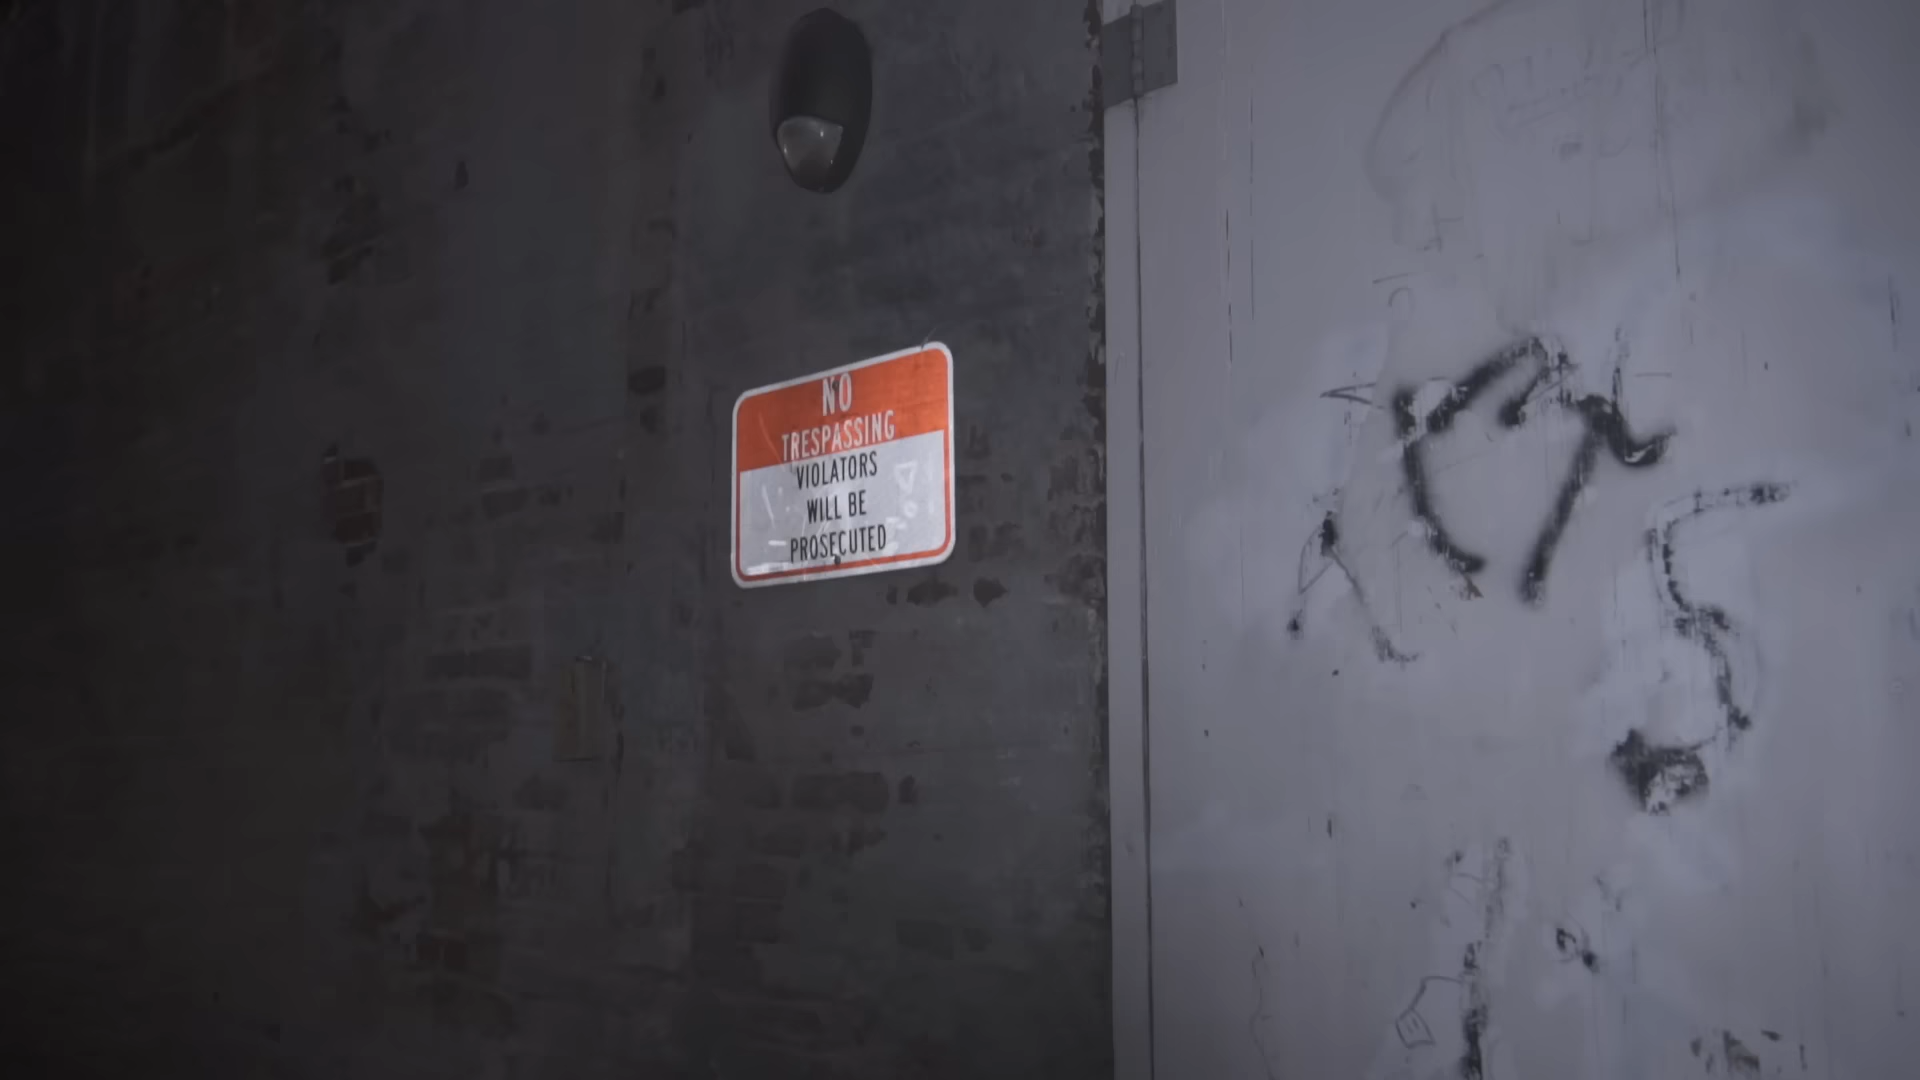 NO
TRESPASSING
VIOLATORS
WILL BE
PROSECUTED